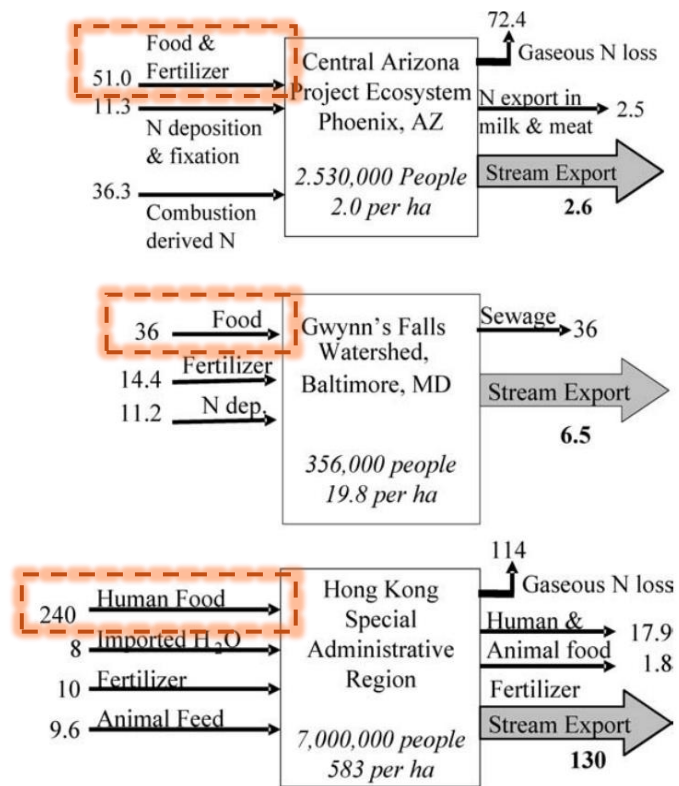 Food &
Fertilizer
51.0
11.3
N deposition
& fixation
36.3
Combustion
derived N
Central Arizona
Project Ecosystem
Phoenix, AZ
2.530,000 People
2.0 per ha
72.4
Gaseous N loss
N export in
milk & meat
2.5
Stream Export
2.6
Food
36
Fertilizer
14.4
N dep.
11.2
Gwynn's Falls
Watershed,
Baltimore, MD
356,000 people
19.8 per ha
Sewage
36
Stream Export
6.5
Human Food
240
Imported H2O
8
Fertilizer
10
Animal Feed
9.6
Hong Kong
Special
Administrative
Region
7,000,000 people
583 per ha
114
Gaseous N loss
Human &
17.9
Animal food
1.8
Fertilizer
Stream Export
130